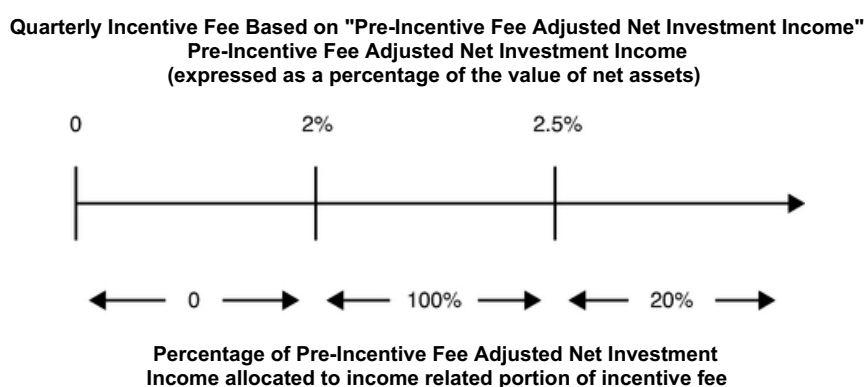 Quarterly Incentive Fee Based on "Pre-Incentive Fee Adjusted Net Investment Income"
Pre-Incentive Fee Adjusted Net Investment Income
(expressed as a percentage of the value of net assets)
0 2% 2.5%
0 100% 20%
Percentage of Pre-Incentive Fee Adjusted Net Investment
Income allocated to income related portion of incentive fee